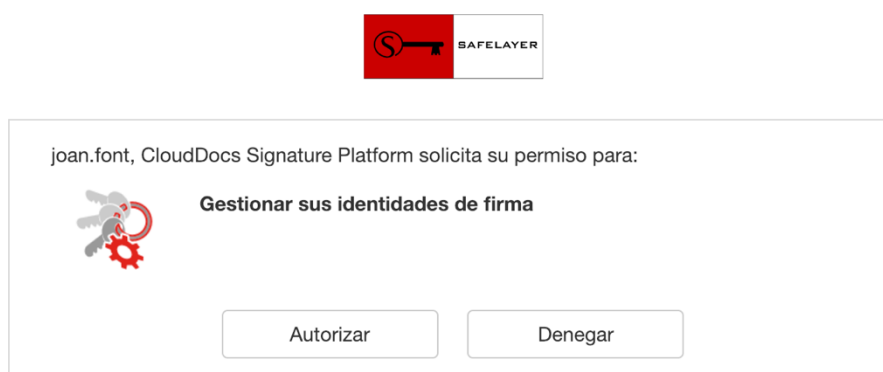 SAFELAYER
joan.font, CloudDocs Signature Platform solicita su permiso para:
Gestionar sus identidades de firma
Autorizar
Denegar